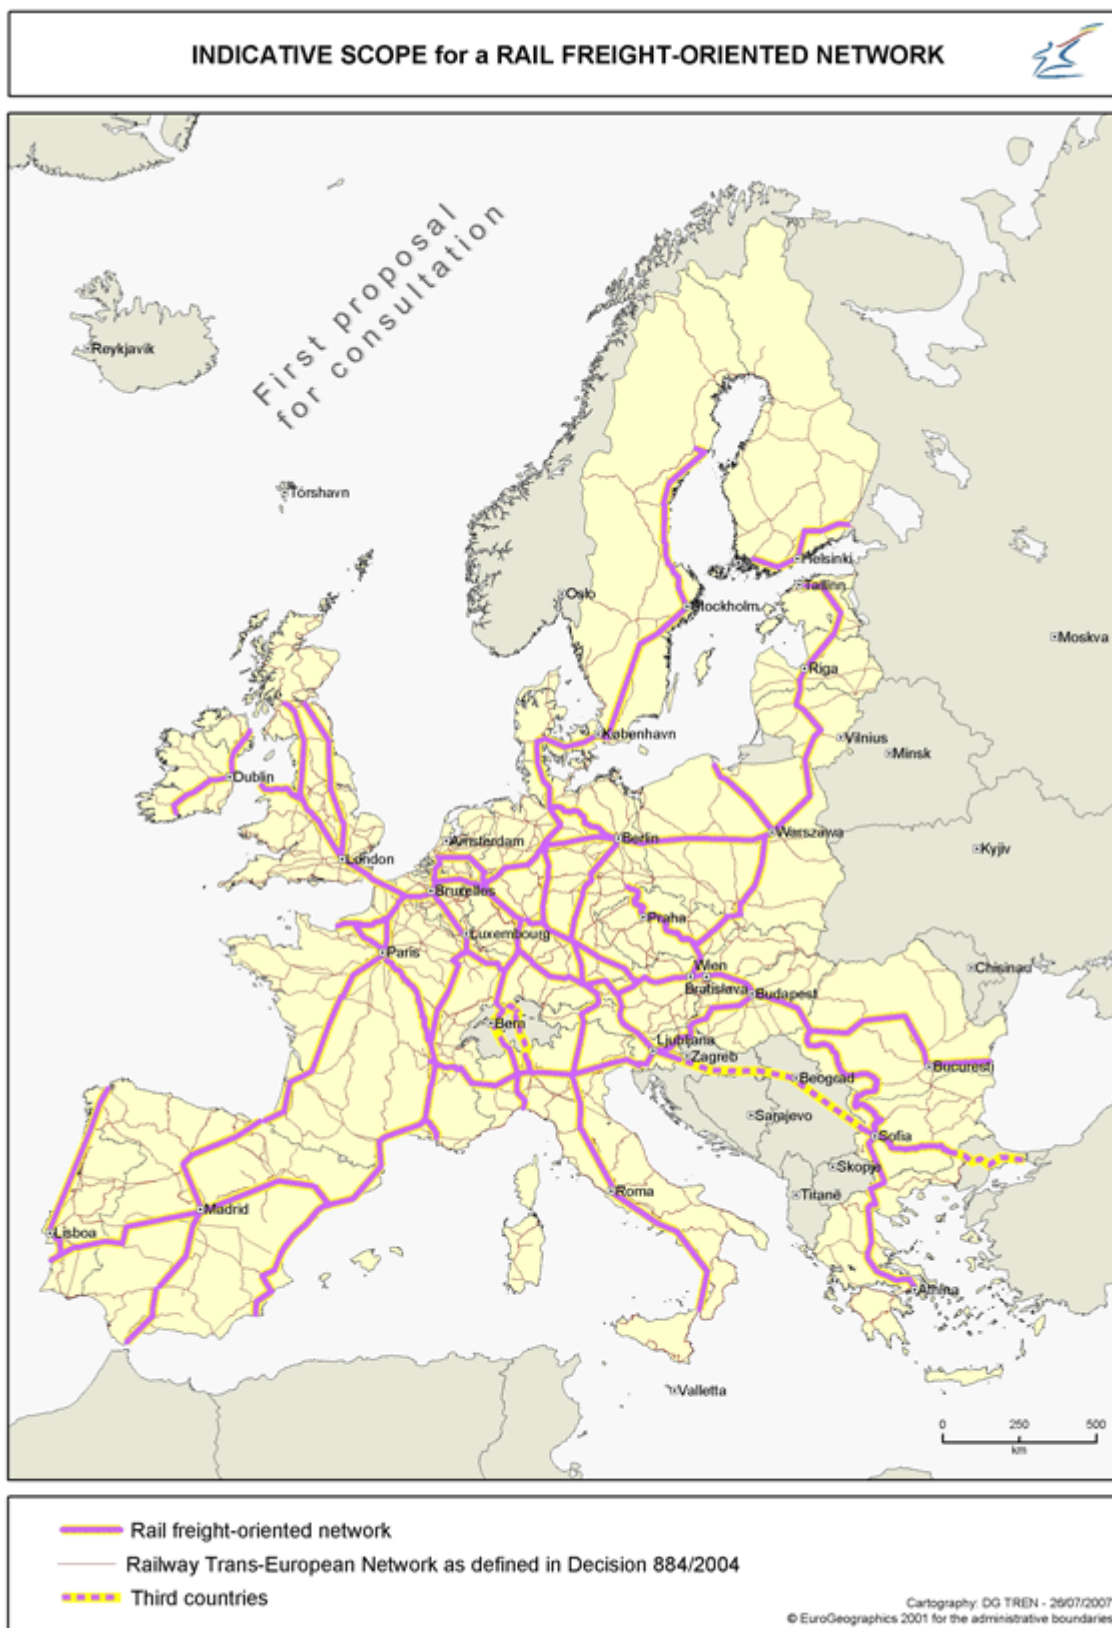 INDICATIVE SCOPE for a RAIL FREIGHT-ORIENTED NETWORK
First proposal
for consultation
Reykjavik
Tórshavn
Oslo
Helsinki
Tallinn
Stockholm
Moskva
Riga
København
Vilnius
Minsk
Dublin
Warszawa
Berlin
Amsterdam
Kyjiv
London
Bruxelles
Praha
Luxembourg
Paris
Wien
Chisinau
Bratislava
Budapest
Bern
Ljubljana
Zagreb
Bucuresti
Beograd
Sarajevo
Sofia
Skopje
Roma
Titanë
Madrid
Lisboa
Athina
Valletta
0 250 500
km
Rail freight-oriented network
Railway Trans-European Network as defined in Decision 884/2004
Third countries
Cartography: DG TREN - 26/07/2007
© EuroGeographics 2001 for the administrative boundaries